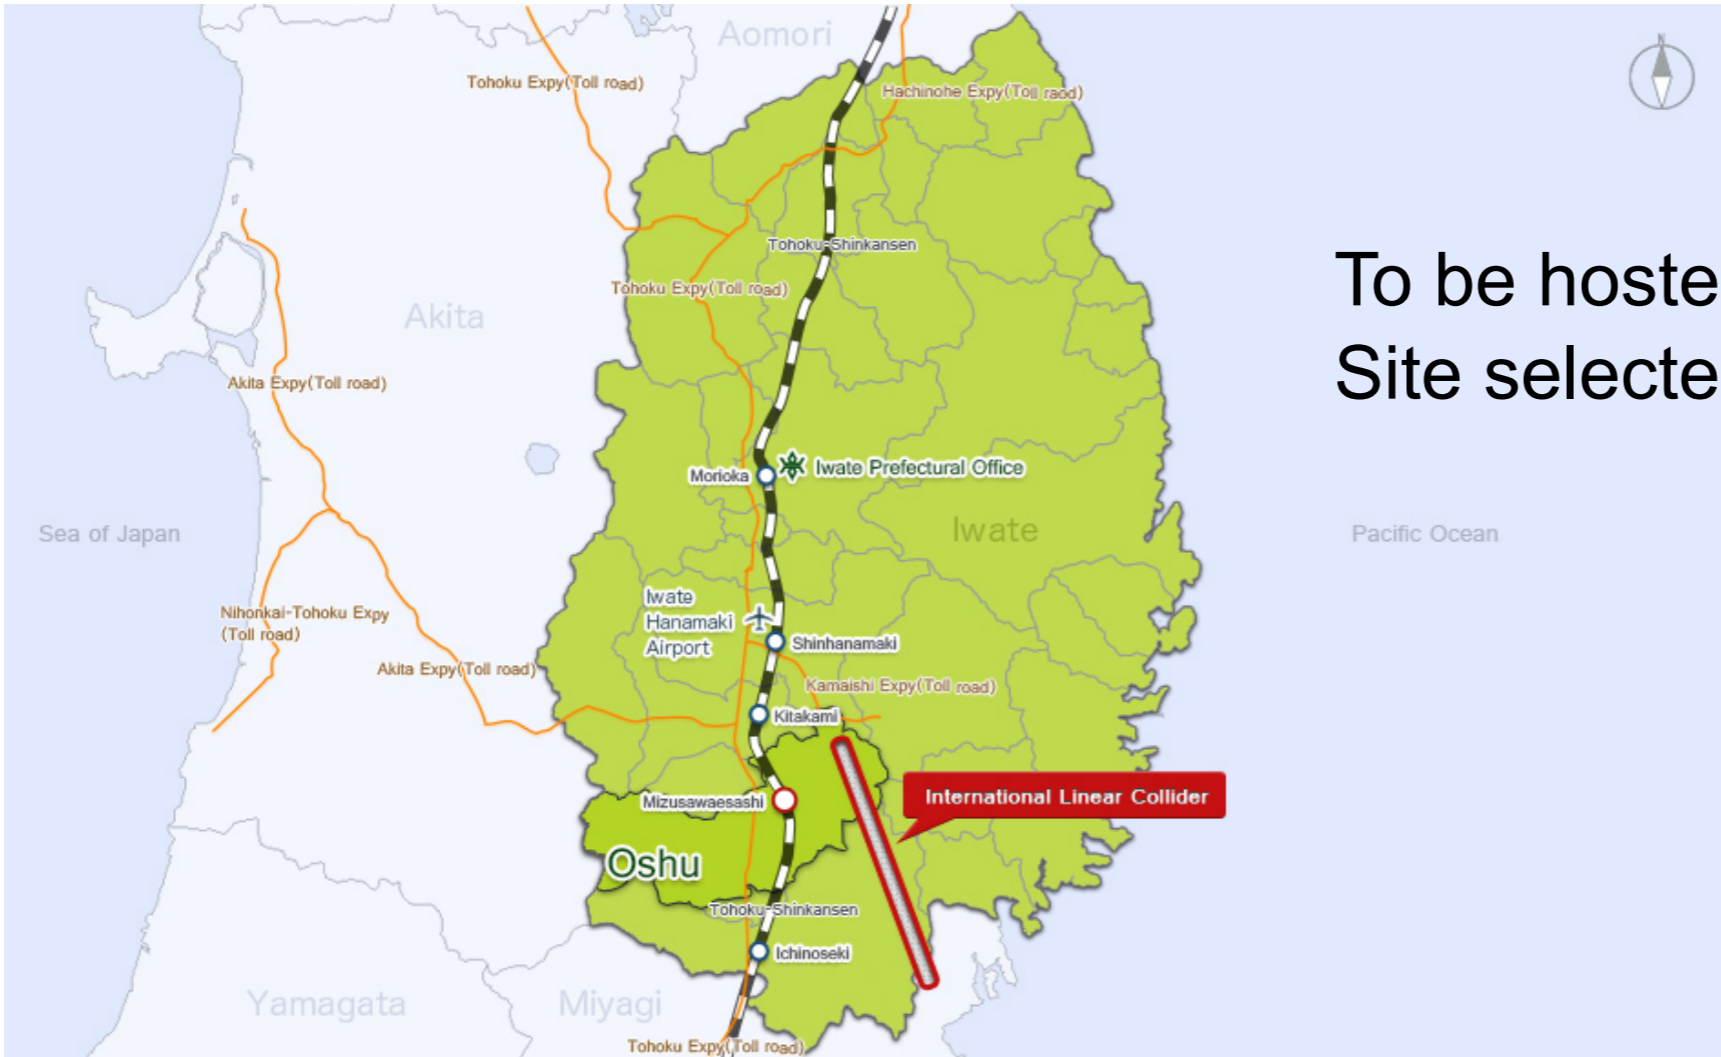 Aomori
Tohoku Expy(Toll road)
Hachinohe Expy(Toll raod)
N
Tohoku-Shinkansen
Tohoku Expy(Toll road)
To be hoste
Site selecte
Akita
Akita Expy(Toll road)
Morioka
Iwate Prefectural Office
Iwate
Sea of Japan
Pacific Ocean
Iwate
Hanamaki
Airport
Nihonkai-Tohoku Expy
(Toll road)
Shinhanamaki
Akita Expy(Toll road)
Kamaishi Expy(Toll road)
Kitakami
International Linear Collider
Mizusawaesashi
Oshu
Tohoku-Shinkansen
Ichinoseki
Yamagata
Miyagi
Tohoku Expy(Toll road)